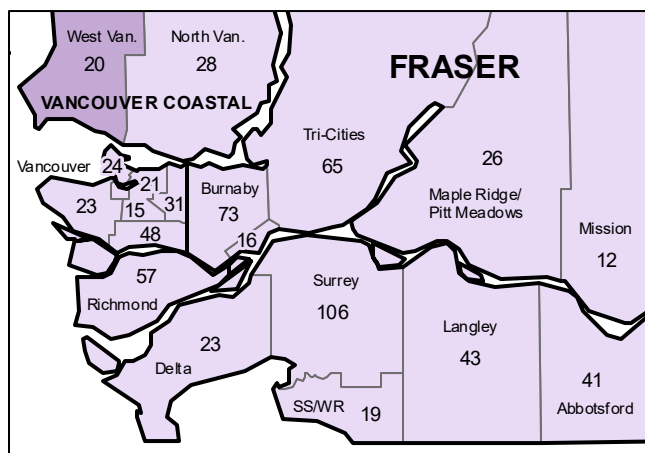 West Van.
20
North Van.
28
VANCOUVER COASTAL
FRASER
Tri-Cities
65
Vancouver
24
21
23
15
31
48
Burnaby
73
16
26
Maple Ridge/
Pitt Meadows
Mission
12
57
Richmond
Surrey
106
23
Delta
Langley
43
SS/WR
19
41
Abbotsford